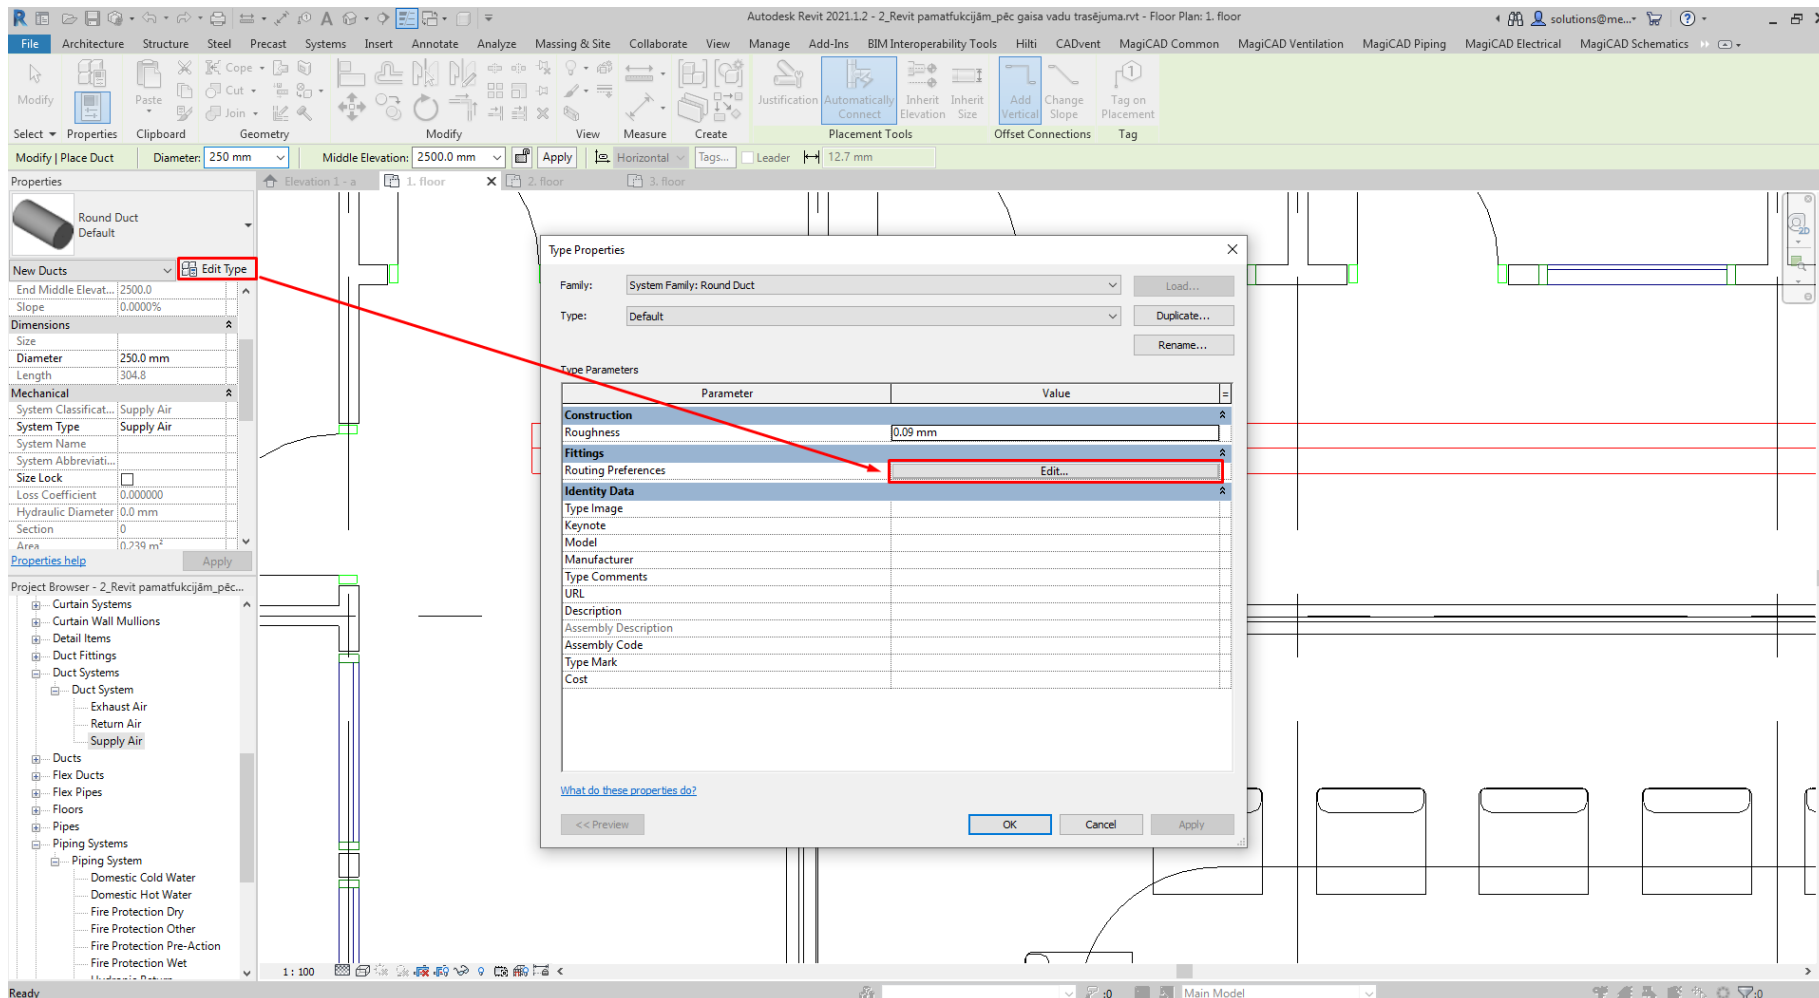 Autodesk Revit 2021.1.2 - 2_Revit pamatfukcijām_pēc gaisa vadu trasējuma.rvt - Floor Plan: 1. floor
solutions@me...
File Architecture Structure Steel Precast Systems Insert Annotate Analyze Massing & Site Collaborate View Manage Add-Ins BIM Interoperability Tools Hilti CADvent MagiCAD Common MagiCAD Ventilation MagiCAD Piping MagiCAD Electrical MagiCAD Schematics
Modify Paste Cope Cut Join Justification Automatically Connect Inherit Elevation Inherit Size Add Vertical Change Slope Tag on Placement
Select Properties Clipboard Geometry Modify View Measure Create Placement Tools Offset Connections Tag
Modify | Place Duct Diameter: 250 mm Middle Elevation: 2500.0 mm Apply Horizontal Tags... Leader 12.7 mm
Properties Elevation 1 - a 1. floor 2. floor 3. floor
Round Duct
Default
New Ducts Edit Type
End Middle Elevat... 2500.0
Slope 0.0000%
Dimensions
Size
Diameter 250.0 mm
Length 304.8
Mechanical
System Classificat... Supply Air
System Type Supply Air
System Name
System Abbreviati...
Size Lock
Loss Coefficient 0.000000
Hydraulic Diameter 0.0 mm
Section 0
Area 0.239 m²
Properties help Apply
Project Browser - 2_Revit pamatfukcijām_pēc...
Curtain Systems
Curtain Wall Mullions
Detail Items
Duct Fittings
Duct Systems
Duct System
Exhaust Air
Return Air
Supply Air
Ducts
Flex Ducts
Flex Pipes
Floors
Pipes
Piping Systems
Piping System
Domestic Cold Water
Domestic Hot Water
Fire Protection Dry
Fire Protection Other
Fire Protection Pre-Action
Fire Protection Wet
Hydronic Return
Type Properties
Family: System Family: Round Duct Load...
Type: Default Duplicate...
Rename...
Type Parameters
Parameter Value =
Construction
Roughness 0.09 mm
Fittings
Routing Preferences Edit...
Identity Data
Type Image
Keynote
Model
Manufacturer
Type Comments
URL
Description
Assembly Description
Assembly Code
Type Mark
Cost
What do these properties do?
<< Preview OK Cancel Apply
2D
1 : 100
Ready :0 Main Model :0